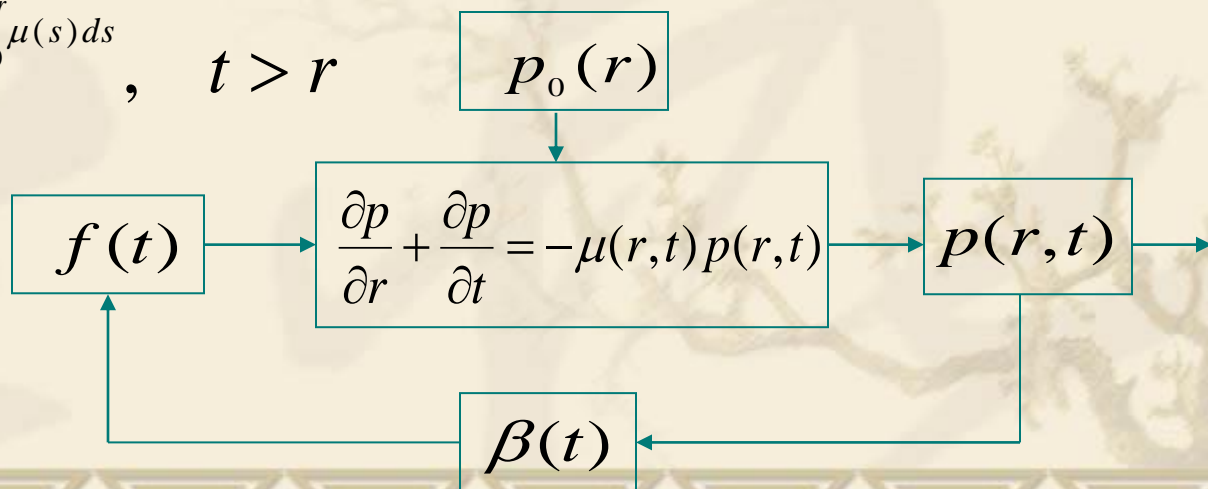 μ(s)ds
, t > r
p₀(r)
f(t)
∂p/∂r + ∂p/∂t = −μ(r,t)p(r,t)
p(r,t)
β(t)